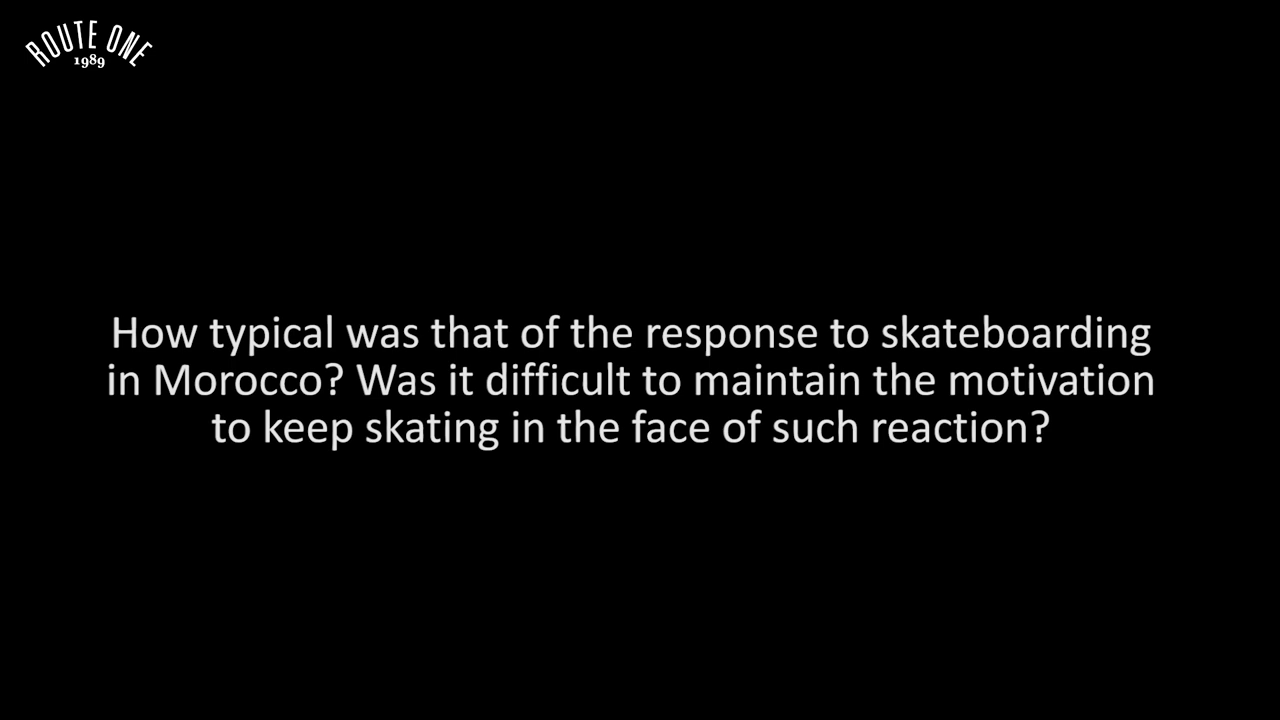 ROUTE ONE
1989
How typical was that of the response to skateboarding
in Morocco? Was it difficult to maintain the motivation
to keep skating in the face of such reaction?